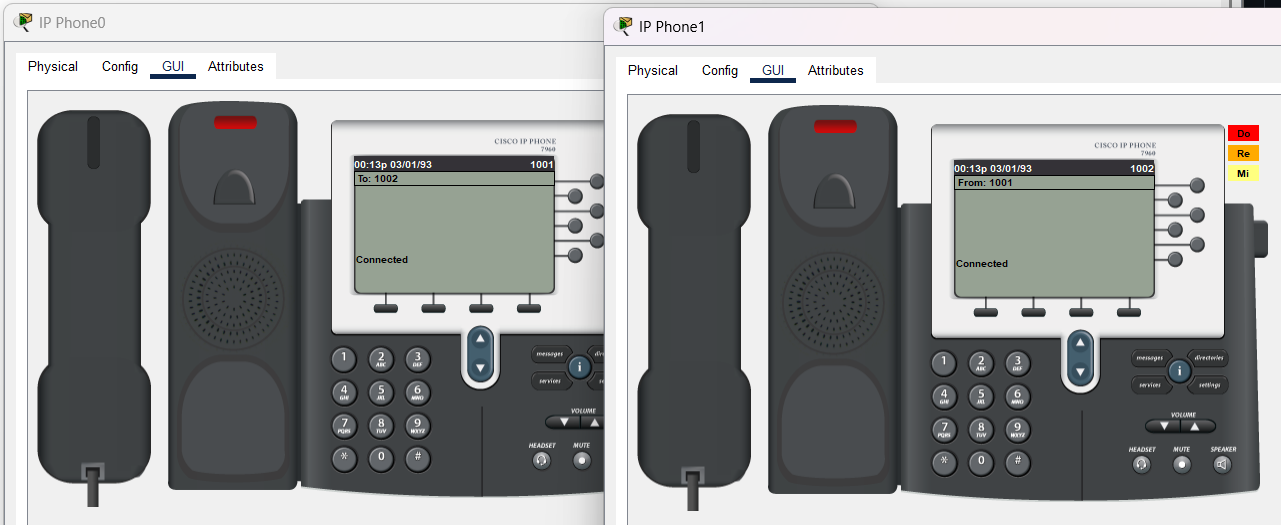 IP Phone0
Physical Config GUI Attributes
CISCO IP PHONE
7960
00:13p 03/01/93 1001
To: 1002
Connected
1 2 ABC 3 DEF
4 GHI 5 JKL 6 MNO
7 PQRS 8 TUV 9 WXYZ
* 0 #
messages direc
i
services
VOLUME
HEADSET MUTE
IP Phone1
Physical Config GUI Attributes
CISCO IP PHONE
7960
00:13p 03/01/93 1002
From: 1001
Connected
Do
Re
Mi
1 2 ABC 3 DEF
4 GHI 5 JKL 6 MNO
7 PQRS 8 TUV 9 WXYZ
* 0 #
messages directories
i
services settings
VOLUME
HEADSET MUTE SPEAKER